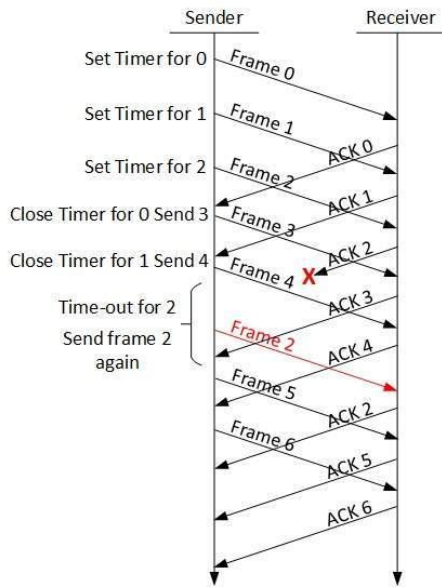 Sender
Receiver
Set Timer for 0
Frame 0
Set Timer for 1
Frame 1
ACK 0
Set Timer for 2
Frame 2
ACK 1
Close Timer for 0 Send 3
Frame 3
ACK 2
X
Close Timer for 1 Send 4
Frame 4
ACK 3
Time-out for 2
Send frame 2
again
Frame 2
ACK 4
Frame 5
ACK 2
Frame 6
ACK 5
ACK 6